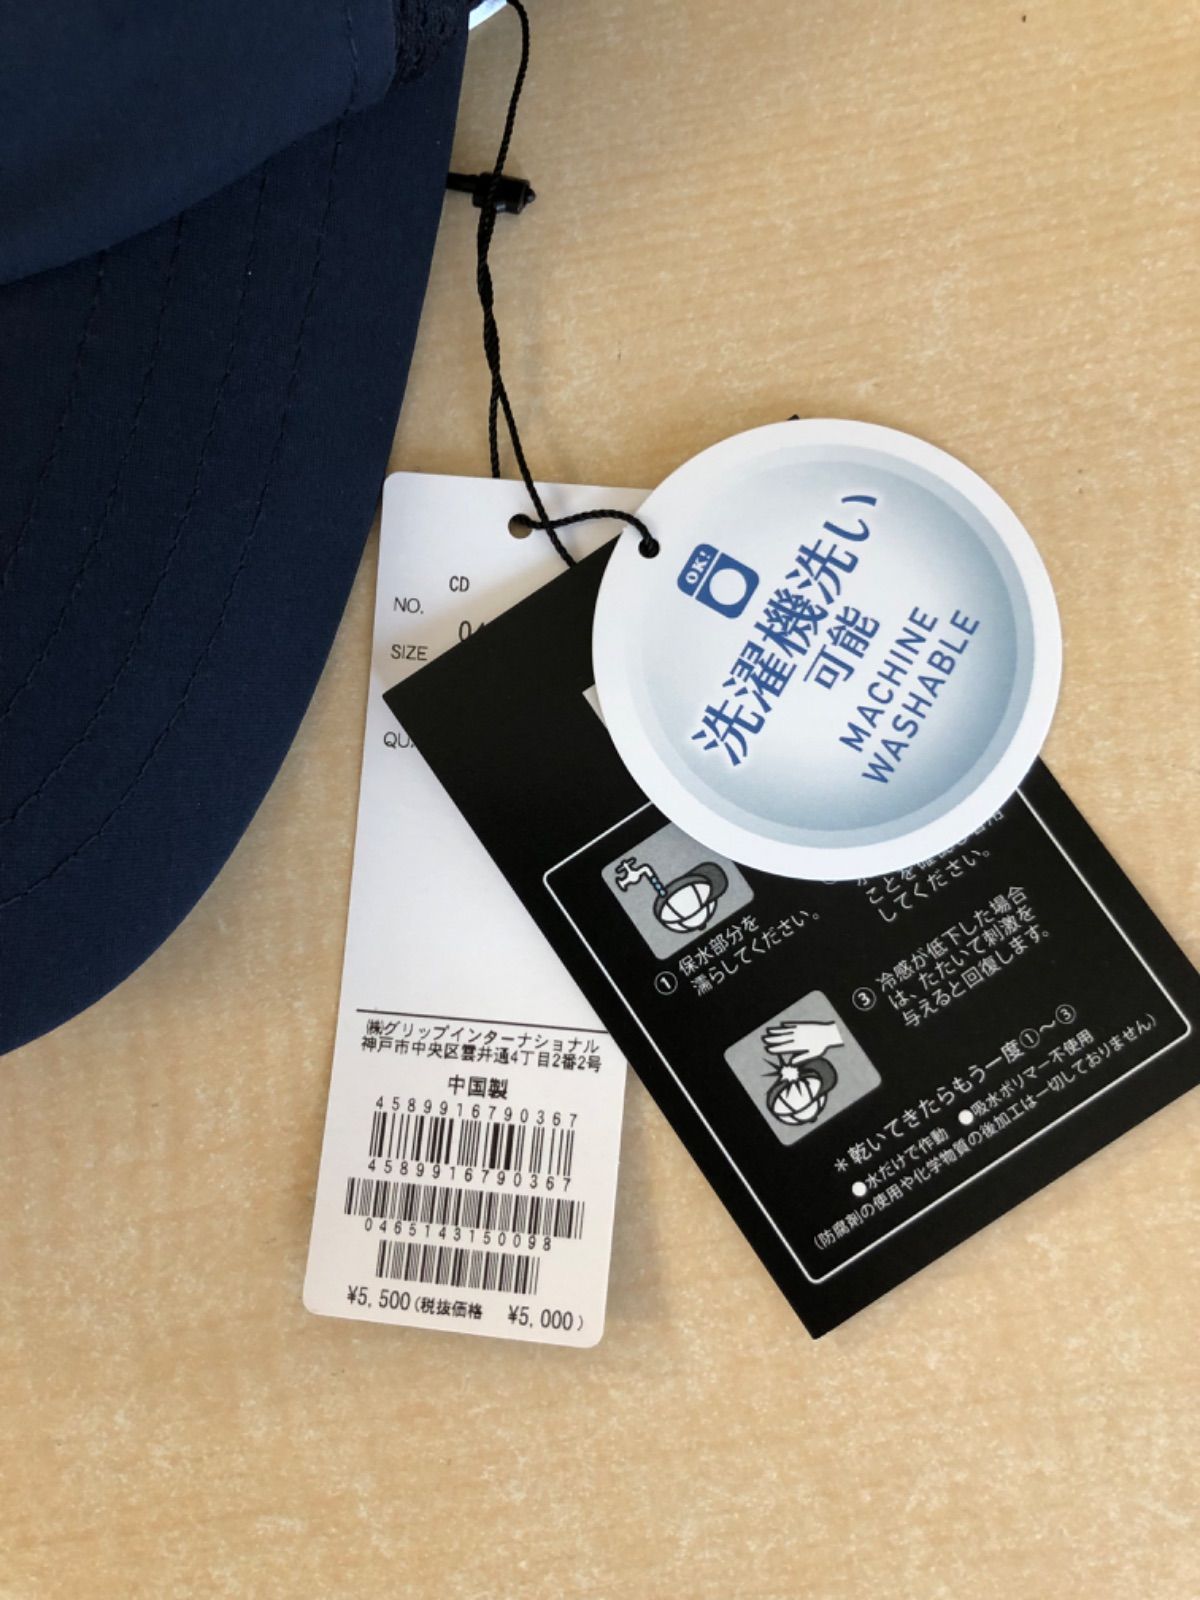 CD
NO.
SIZE
㈱グリップインターナショナル
神戸市中央区雲井通4丁目2番2号
中国製
4589916790367
4589916790367
0465143150098
¥5,500(税抜価格 ¥5,000)
OK!
洗濯機洗い
可能
MACHINE
WASHABLE
① 保水部分を
濡らしてください。
ことを確認し着用
してください。
③ 冷感が低下した場合
は、たたいて刺激を
与えると回復します。
＊乾いてきたらもう一度①〜③
●水だけで作動 ●吸水ポリマー不使用
(防腐剤の使用や化学物質の後加工は一切しておりません)